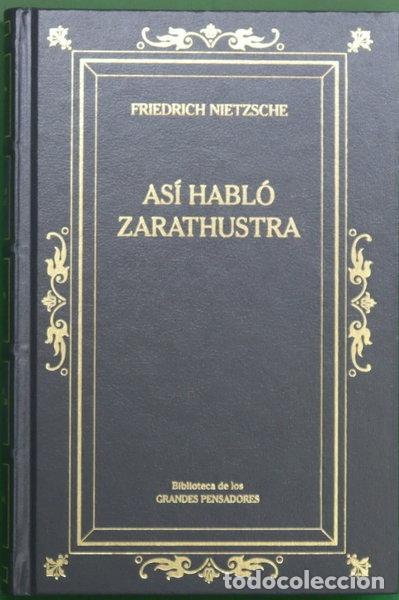 FRIEDRICH NIETZSCHE
ASÍ HABLÓ
ZARATHUSTRA
Biblioteca de los
GRANDES PENSADORES
todocoleccion